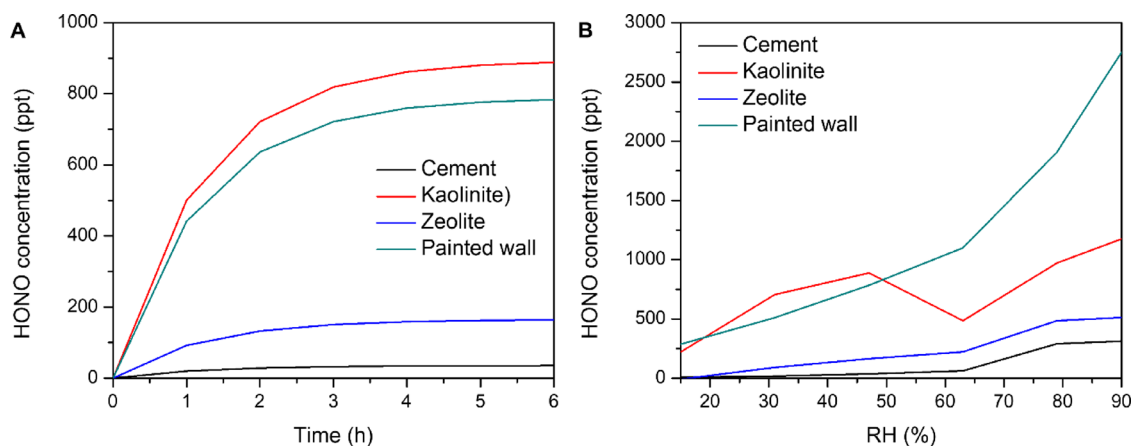 A
1000
800
600
400
200
0
HONO concentration (ppt)
Cement
Kaolinite)
Zeolite
Painted wall
0 1 2 3 4 5 6
Time (h)
B
3000
2500
2000
1500
1000
500
0
HONO concentration (ppt)
Cement
Kaolinite
Zeolite
Painted wall
20 30 40 50 60 70 80 90
RH (%)